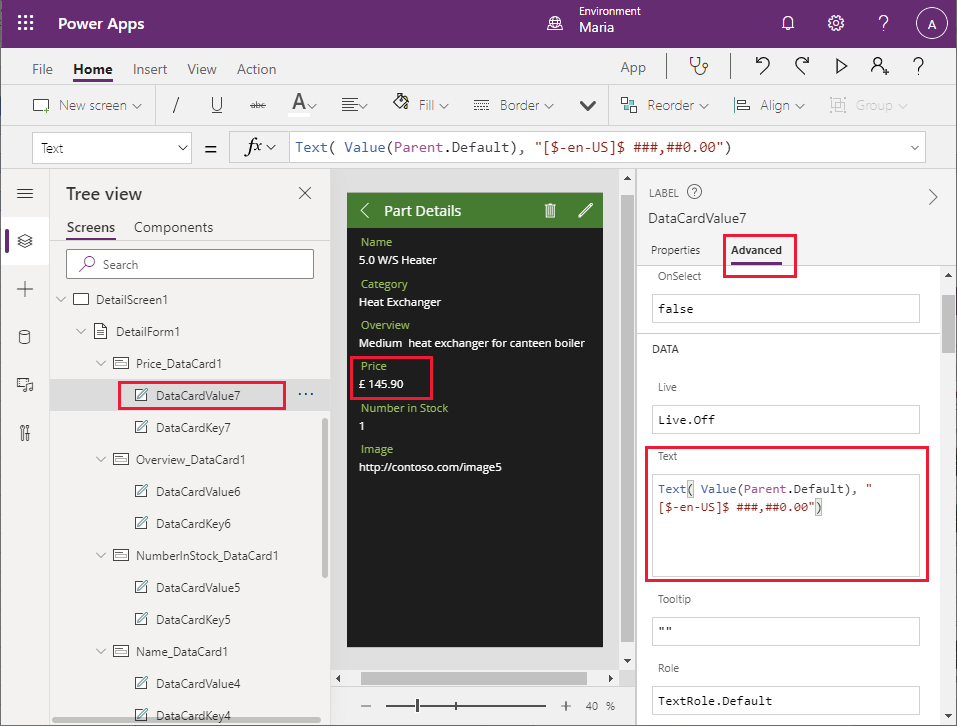 Power Apps
Environment
Maria
A
File Home Insert View Action App
New screen / U abc A Fill Border Reorder Align Group
Text = fx Text( Value(Parent.Default), "[$-en-US]$ ###,##0.00")
Tree view
Screens Components
Search
DetailScreen1
DetailForm1
Price_DataCard1
DataCardValue7 ...
DataCardKey7
Overview_DataCard1
DataCardValue6
DataCardKey6
NumberInStock_DataCard1
DataCardValue5
DataCardKey5
Name_DataCard1
DataCardValue4
DataCardKey4
Part Details
Name
5.0 W/S Heater
Category
Heat Exchanger
Overview
Medium heat exchanger for canteen boiler
Price
£ 145.90
Number in Stock
1
Image
http://contoso.com/image5
40 %
LABEL ?
DataCardValue7
Properties Advanced
OnSelect
false
DATA
Live
Live.Off
Text
Text( Value(Parent.Default), "
[$-en-US]$ ###,##0.00")
Tooltip
""
Role
TextRole.Default